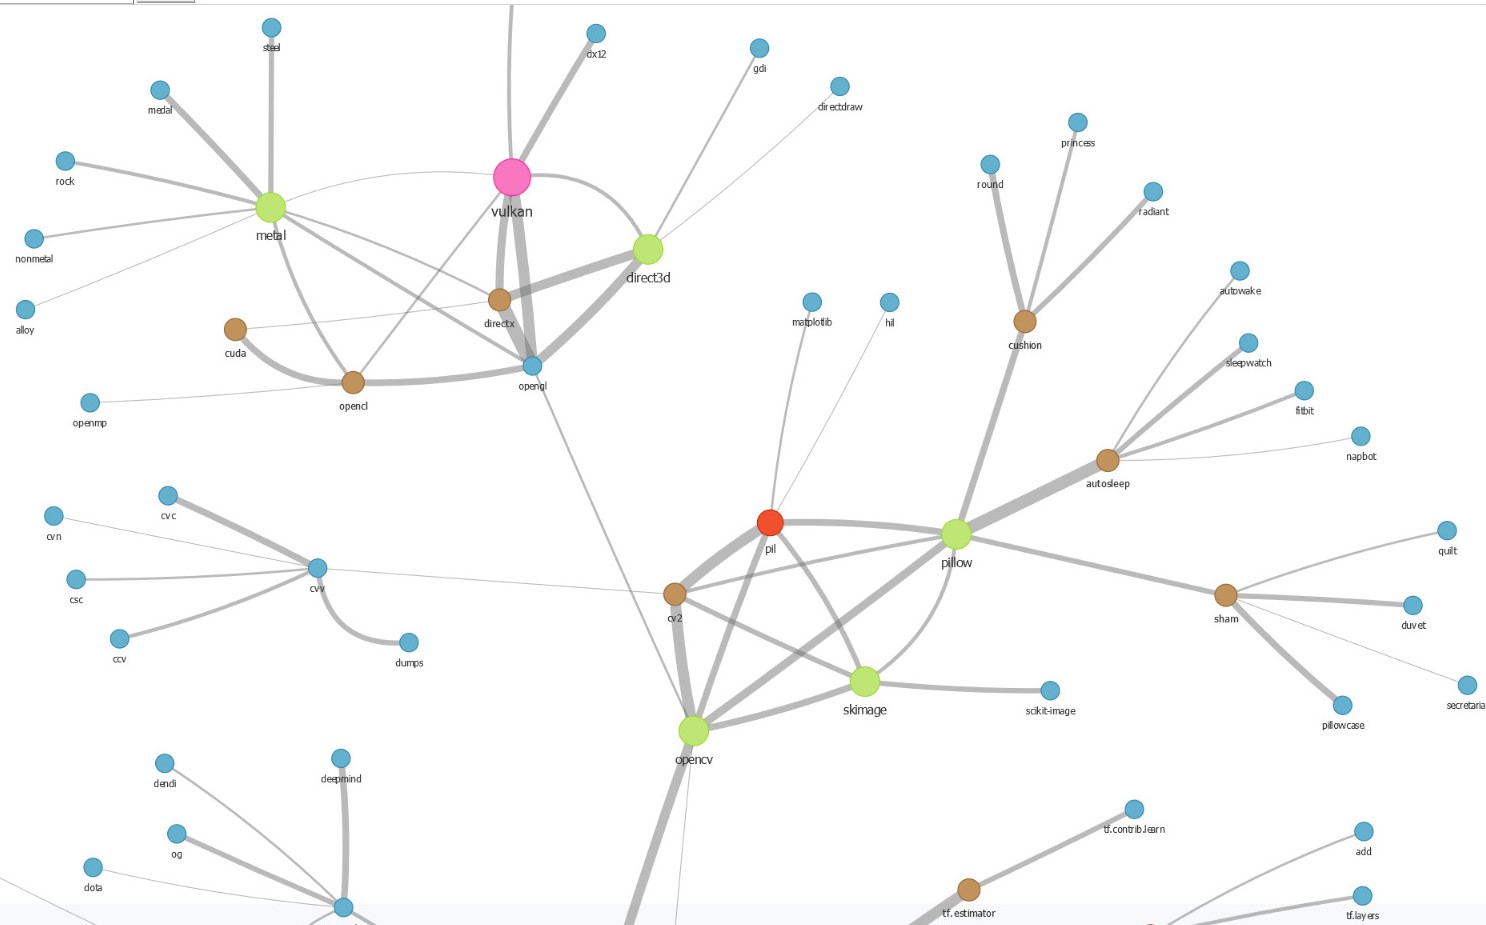 steel
dx12
gdi
medal
directdraw
princess
rock
round
vulkan
radiant
metal
nonmetal
direct3d
autowake
alloy
directx
matplotlib
hil
cuda
cushion
sleepwatch
opengl
opencl
fitbit
openmp
napbot
autosleep
cvc
cvn
pil
pillow
quilt
cvv
csc
cv2
sham
duvet
ccv
dumps
skimage
scikit-image
secretaria
pillowcase
opencv
dendi
deepmind
tf.contrib.learn
og
add
dota
tf.estimator
tf.layers